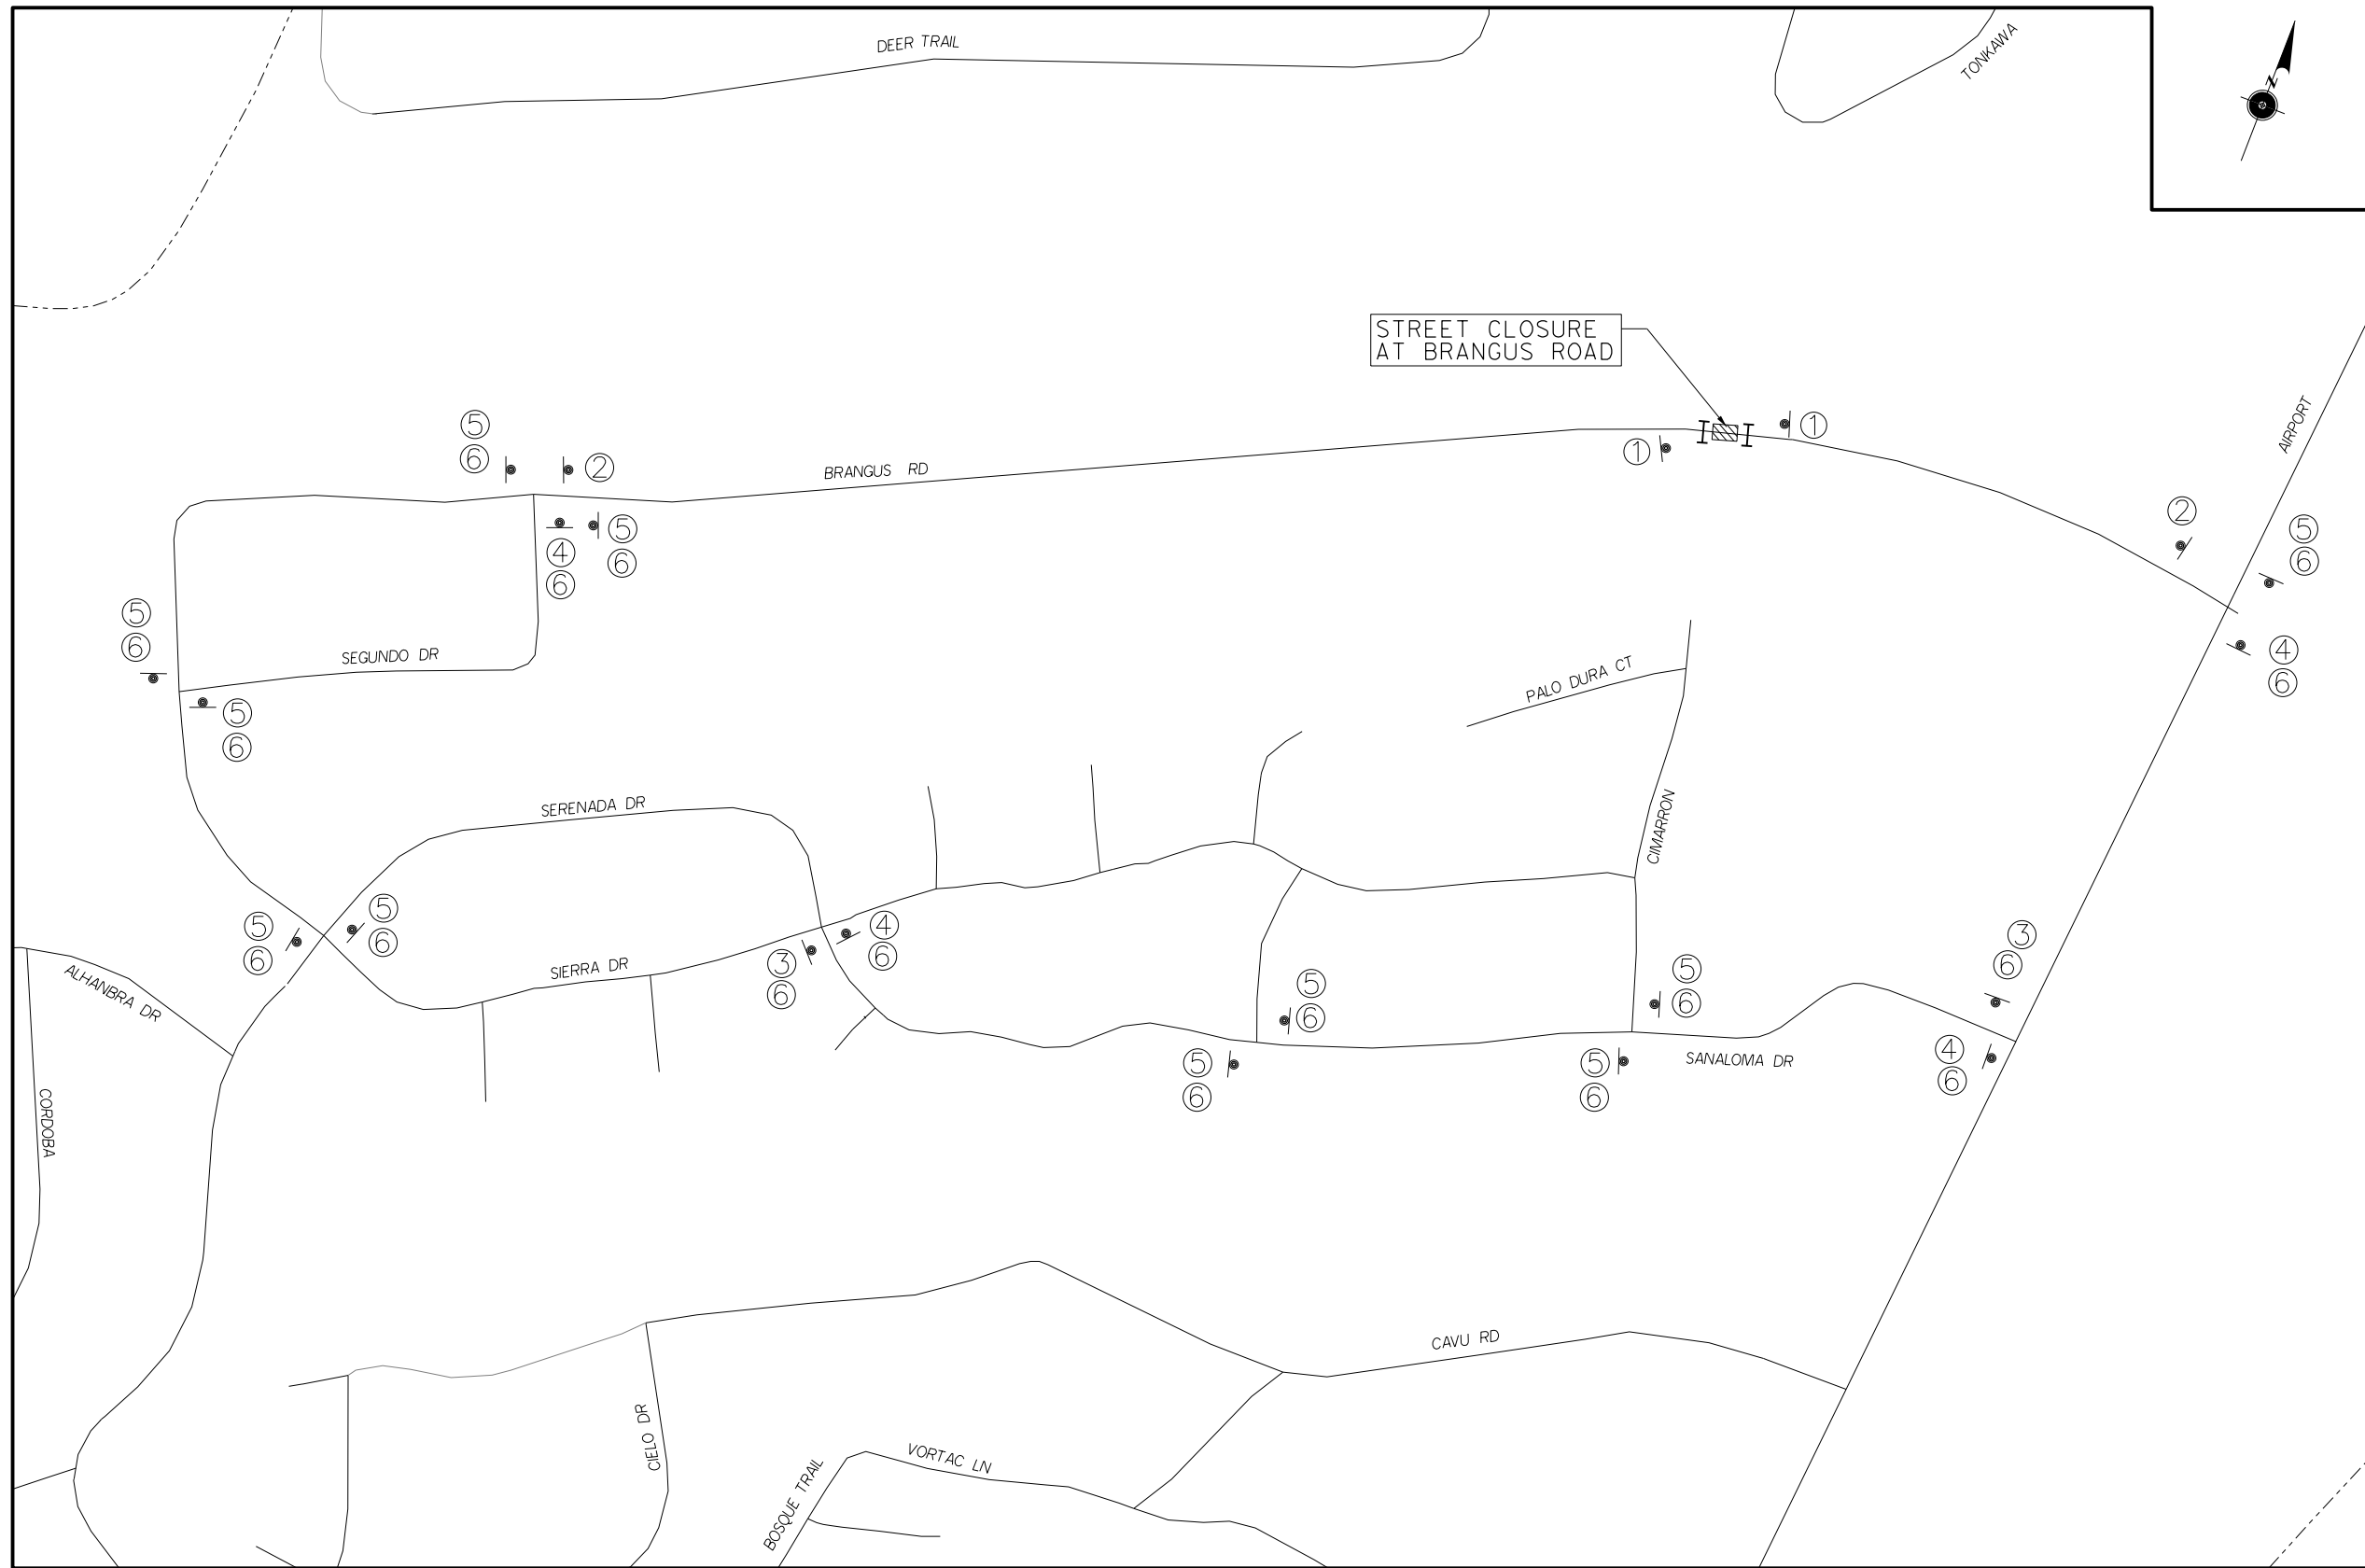 DEER TRAIL
TONKAWA
N
STREET CLOSURE
AT BRANGUS ROAD
AIRPORT
5
6
2
BRANGUS RD
1
1
2
5
6
4
6
5
6
5
6
SEGUNDO DR
4
6
PALO DURA CT
5
6
SERENADA DR
CIMARRON
5
6
5
6
4
6
3
6
3
6
ALHANBRA DR
SIERRA DR
5
6
5
6
CORDOBA
5
6
5
6
SANALOMA DR
4
6
CAVU RD
CIELO DR
VORTAC LN
BOSQUE TRAIL